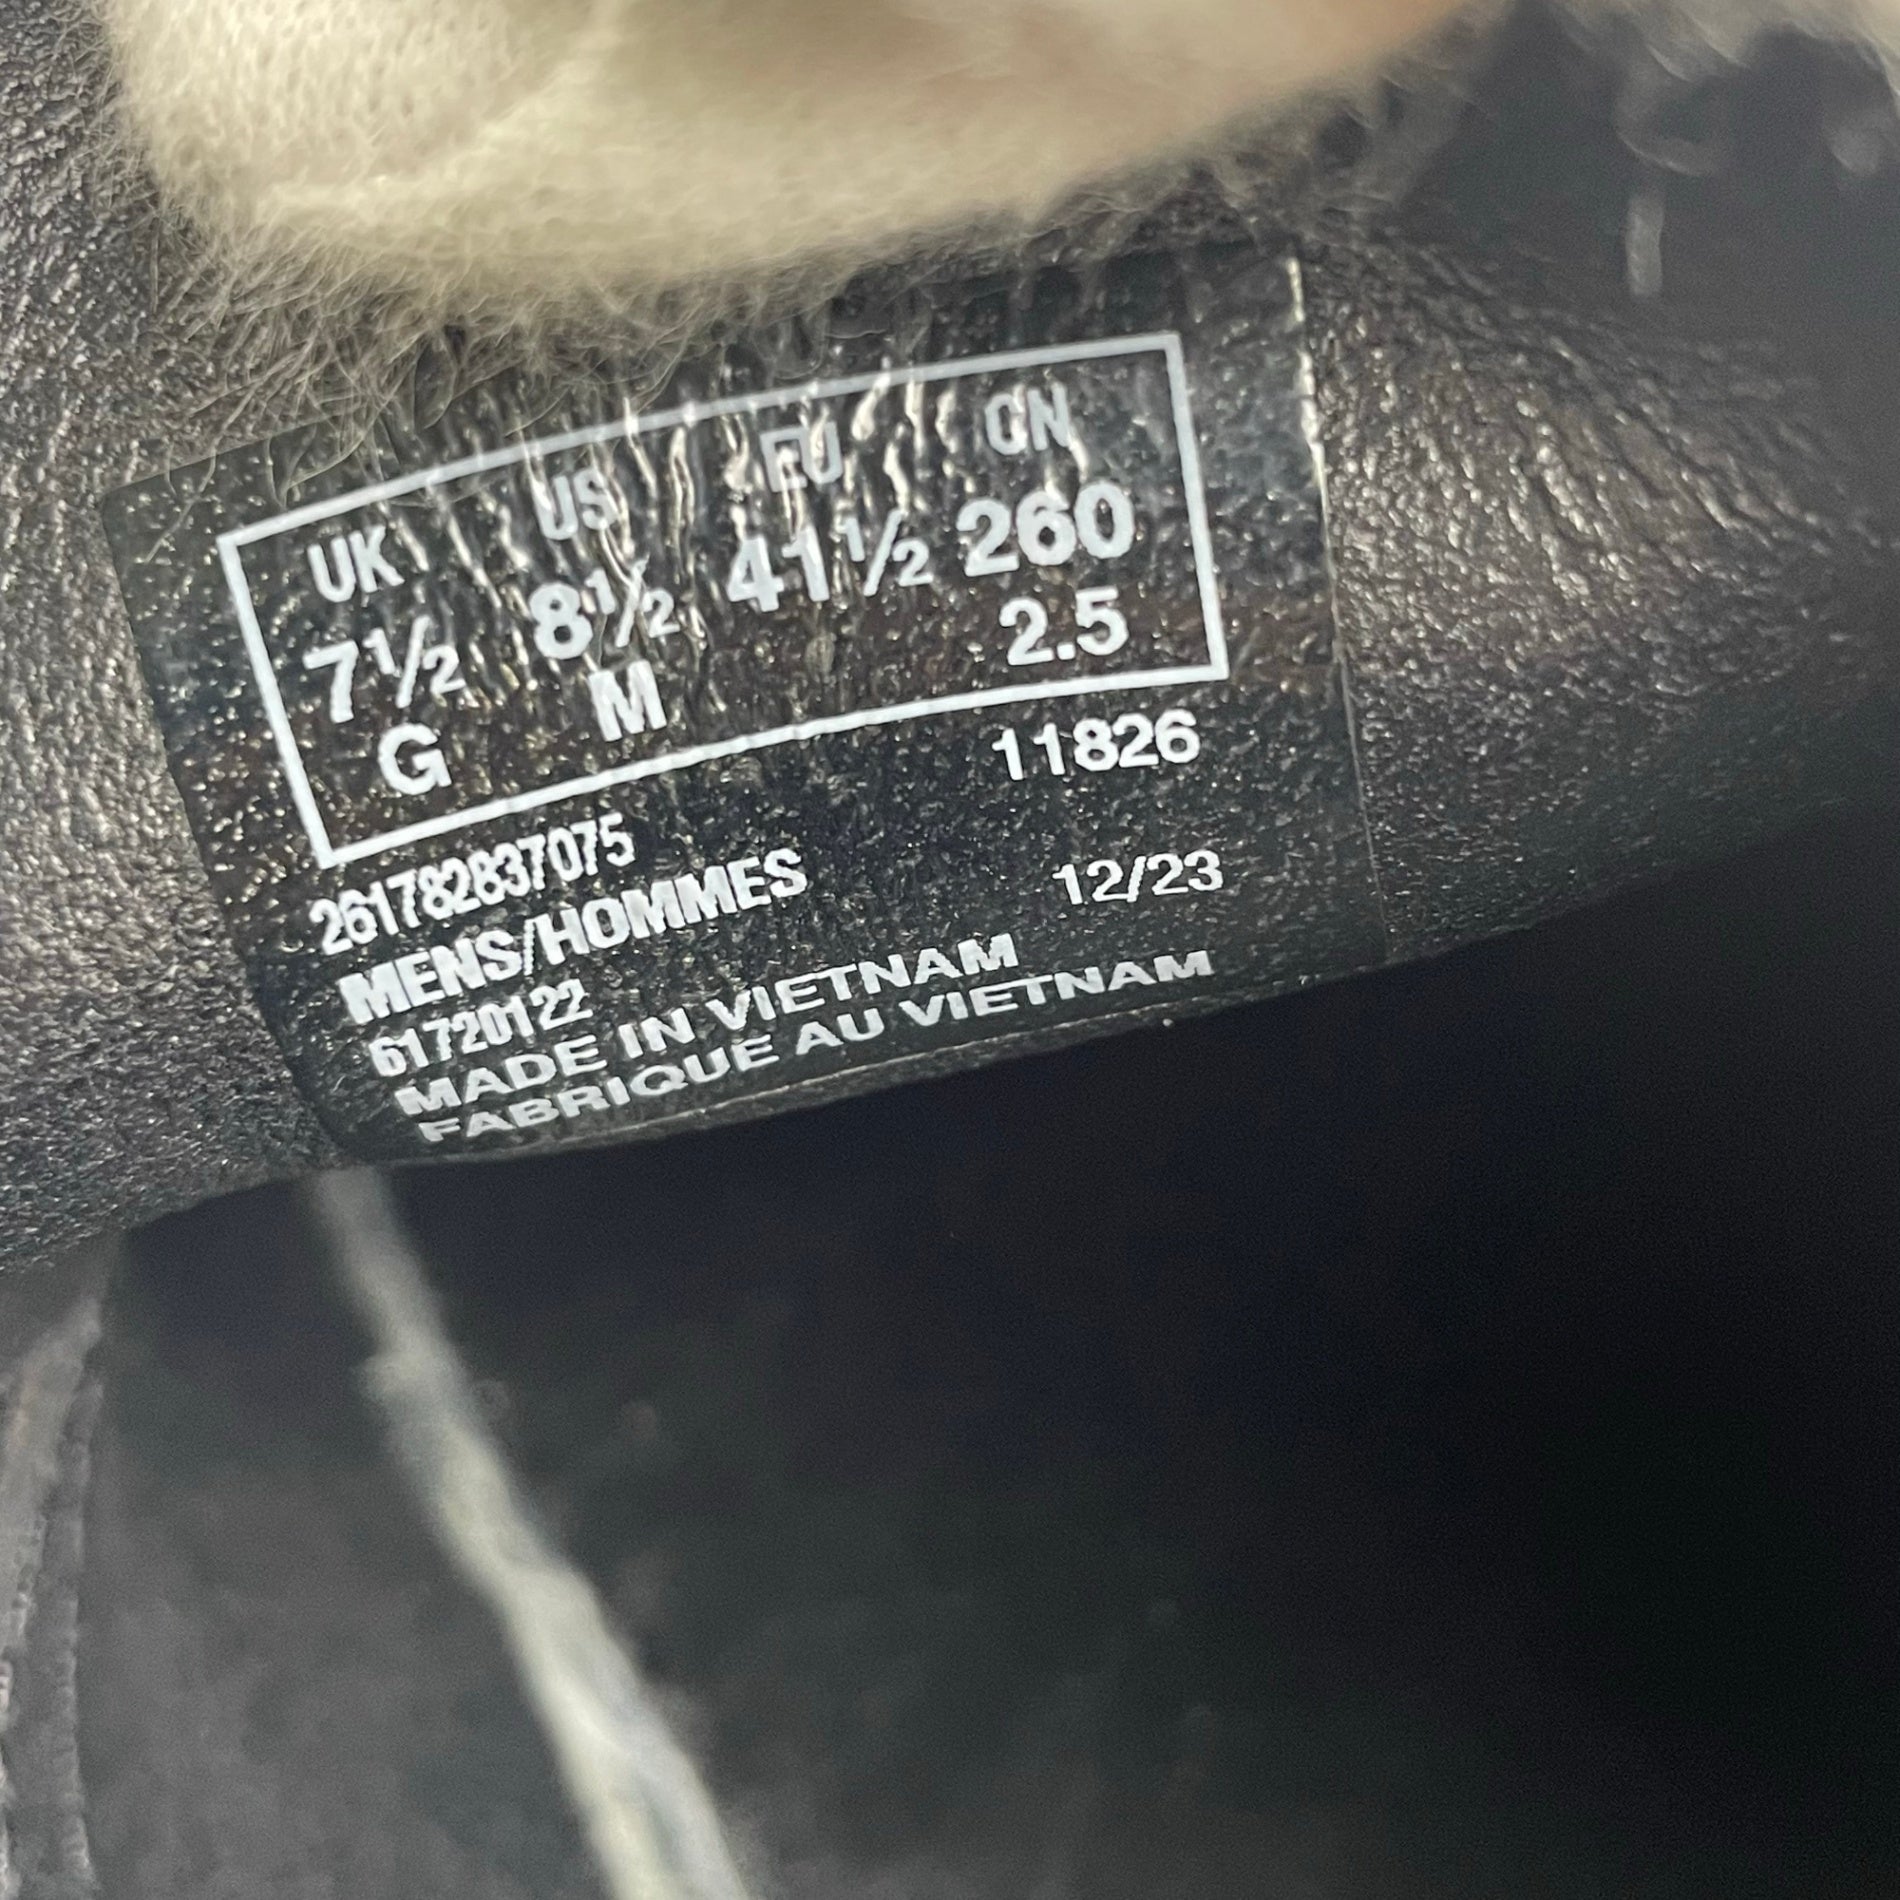 UK US EU CN
7½ 8½ 41½ 260
G M 2.5
11826
261782837075
MENS/HOMMES 12/23
61720122
MADE IN VIETNAM
FABRIQUE AU VIETNAM